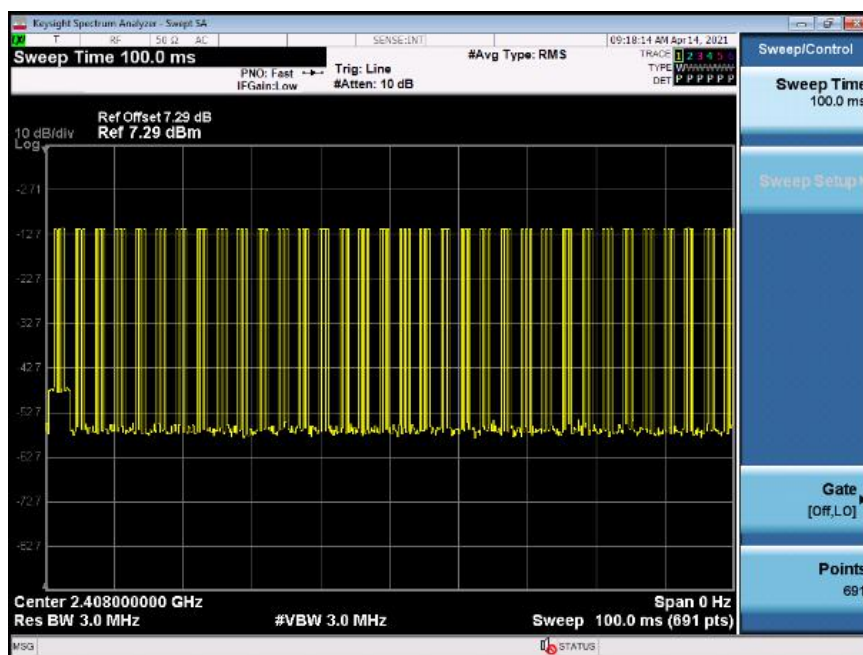 Keysight Spectrum Analyzer - Swept SA
T RF 50 Ω AC SENSE:INT 09:18:14 AM Apr 14, 2021
Sweep Time 100.0 ms
PNO: Fast
IFGain:Low
Trig: Line
#Atten: 10 dB
#Avg Type: RMS
TRACE 1 2 3 4 5 6
TYPE W
DET P P P P P P
Ref Offset 7.29 dB
10 dB/div Ref 7.29 dBm
Log
-2.71
-12.7
-22.7
-32.7
-42.7
-52.7
-62.7
-72.7
-82.7
Center 2.408000000 GHz Span 0 Hz
Res BW 3.0 MHz #VBW 3.0 MHz Sweep 100.0 ms (691 pts)
MSG STATUS
Sweep/Control
Sweep Time
100.0 ms
Sweep Setup
Gate
[Off,LO]
Points
691